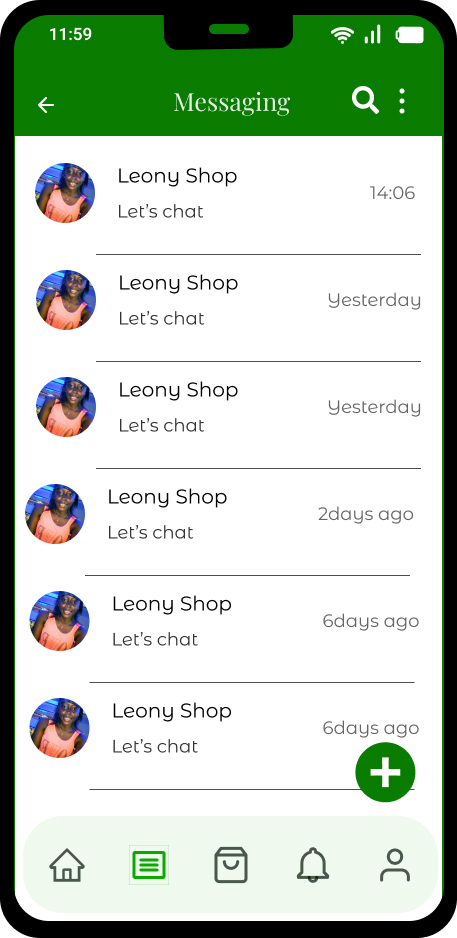 11:59
Messaging
Leony Shop
14:06
Let's chat
Leony Shop
Yesterday
Let's chat
Leony Shop
Yesterday
Let's chat
Leony Shop
2days ago
Let's chat
Leony Shop
6days ago
Let's chat
Leony Shop
6days ago
Let's chat